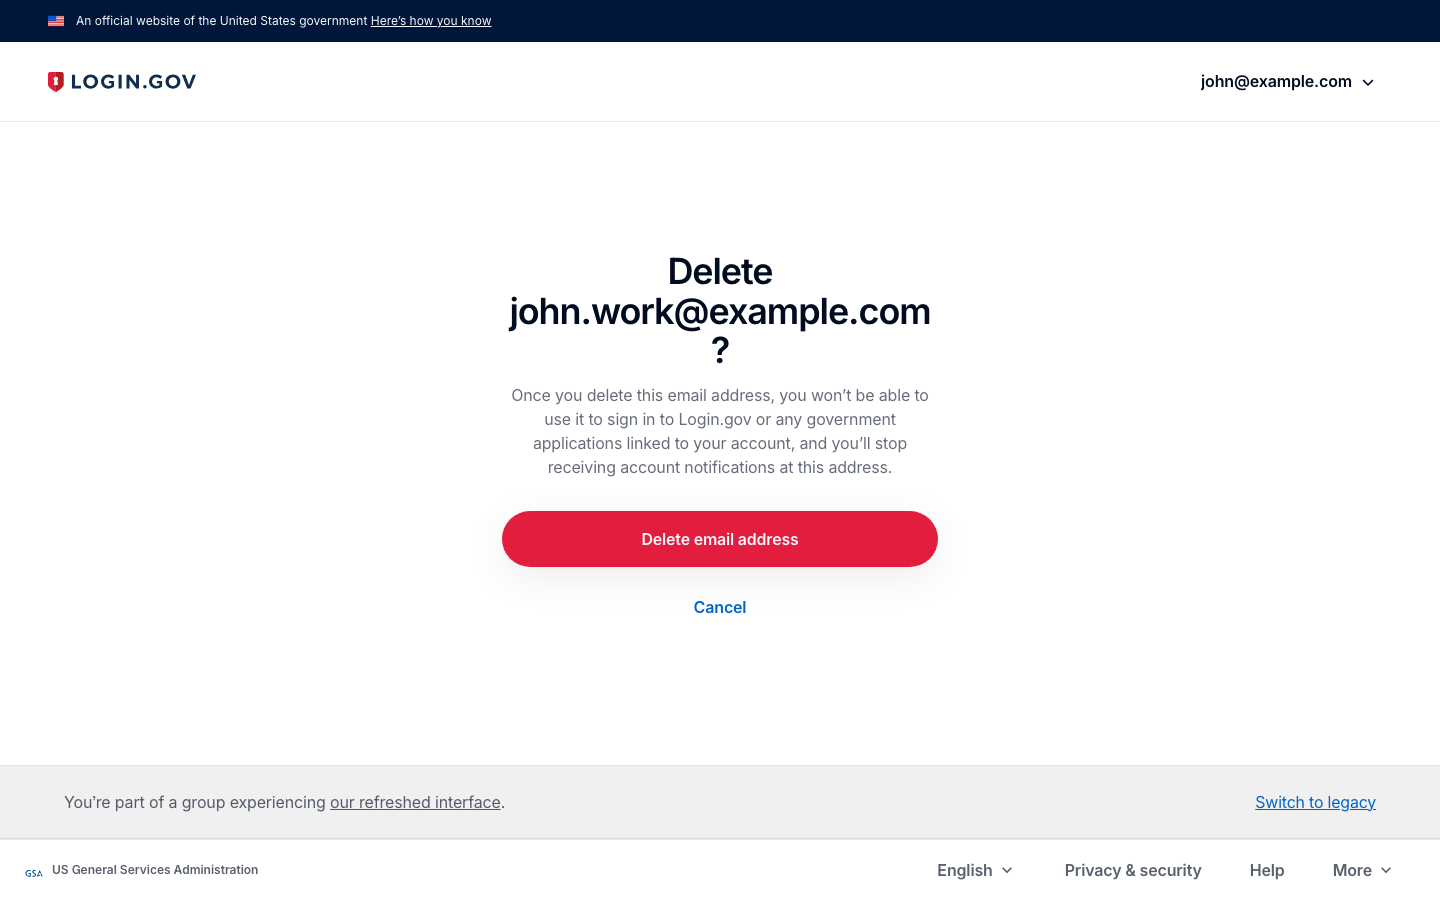 An official website of the United States government Here’s how you know
LOGIN.GOV
john@example.com
Delete
john.work@example.com
?
Once you delete this email address, you won’t be able to
use it to sign in to Login.gov or any government
applications linked to your account, and you’ll stop
receiving account notifications at this address.
Delete email address
Cancel
You’re part of a group experiencing our refreshed interface.
Switch to legacy
GSA
US General Services Administration
English
Privacy & security
Help
More